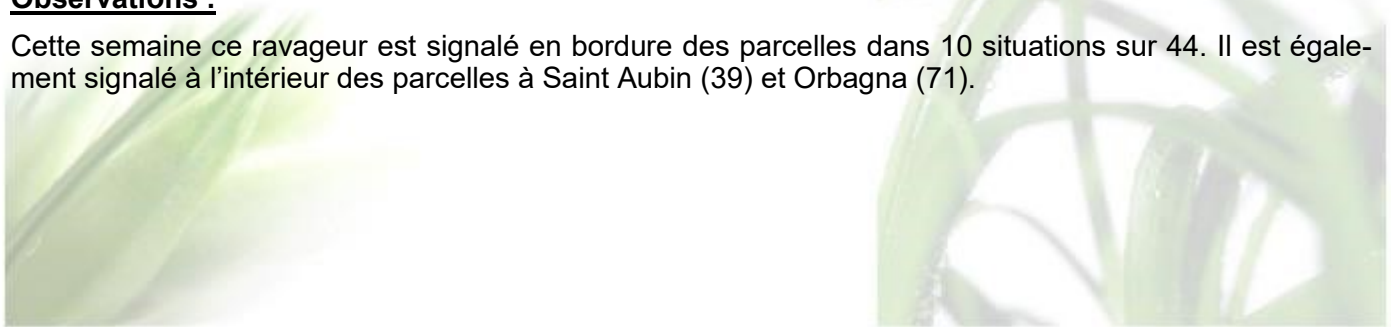 Observations :
Cette semaine ce ravageur est signalé en bordure des parcelles dans 10 situations sur 44. Il est égale-
ment signalé à l'intérieur des parcelles à Saint Aubin (39) et Orbagna (71).